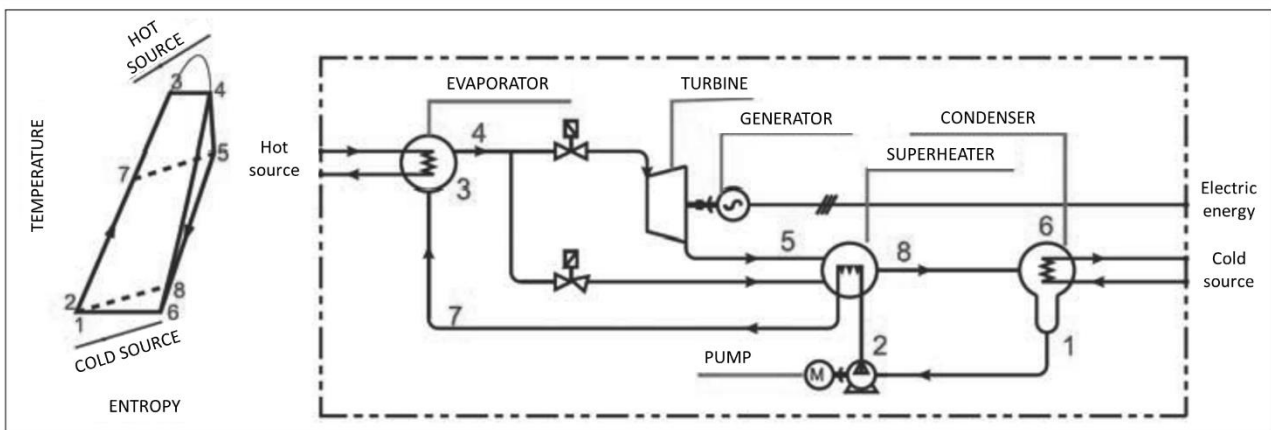 HOT
SOURCE
3
4
TEMPERATURE
7
5
2
8
1
6
COLD SOURCE
ENTROPY
EVAPORATOR
TURBINE
GENERATOR
CONDENSER
SUPERHEATER
Hot
source
4
3
Electric
energy
5
8
6
Cold
source
7
2
1
PUMP
M